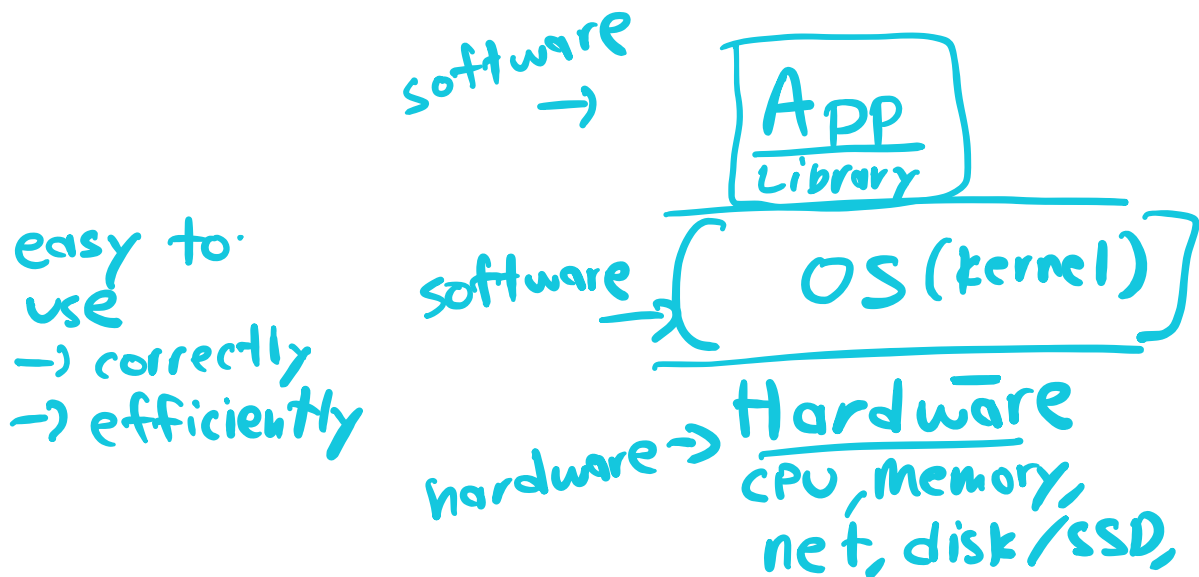 software
→
App
Library
easy to
use
→ correctly
→ efficiently
software
→
OS (kernel)
hardware →
Hardware
CPU, memory,
net, disk/SSD,